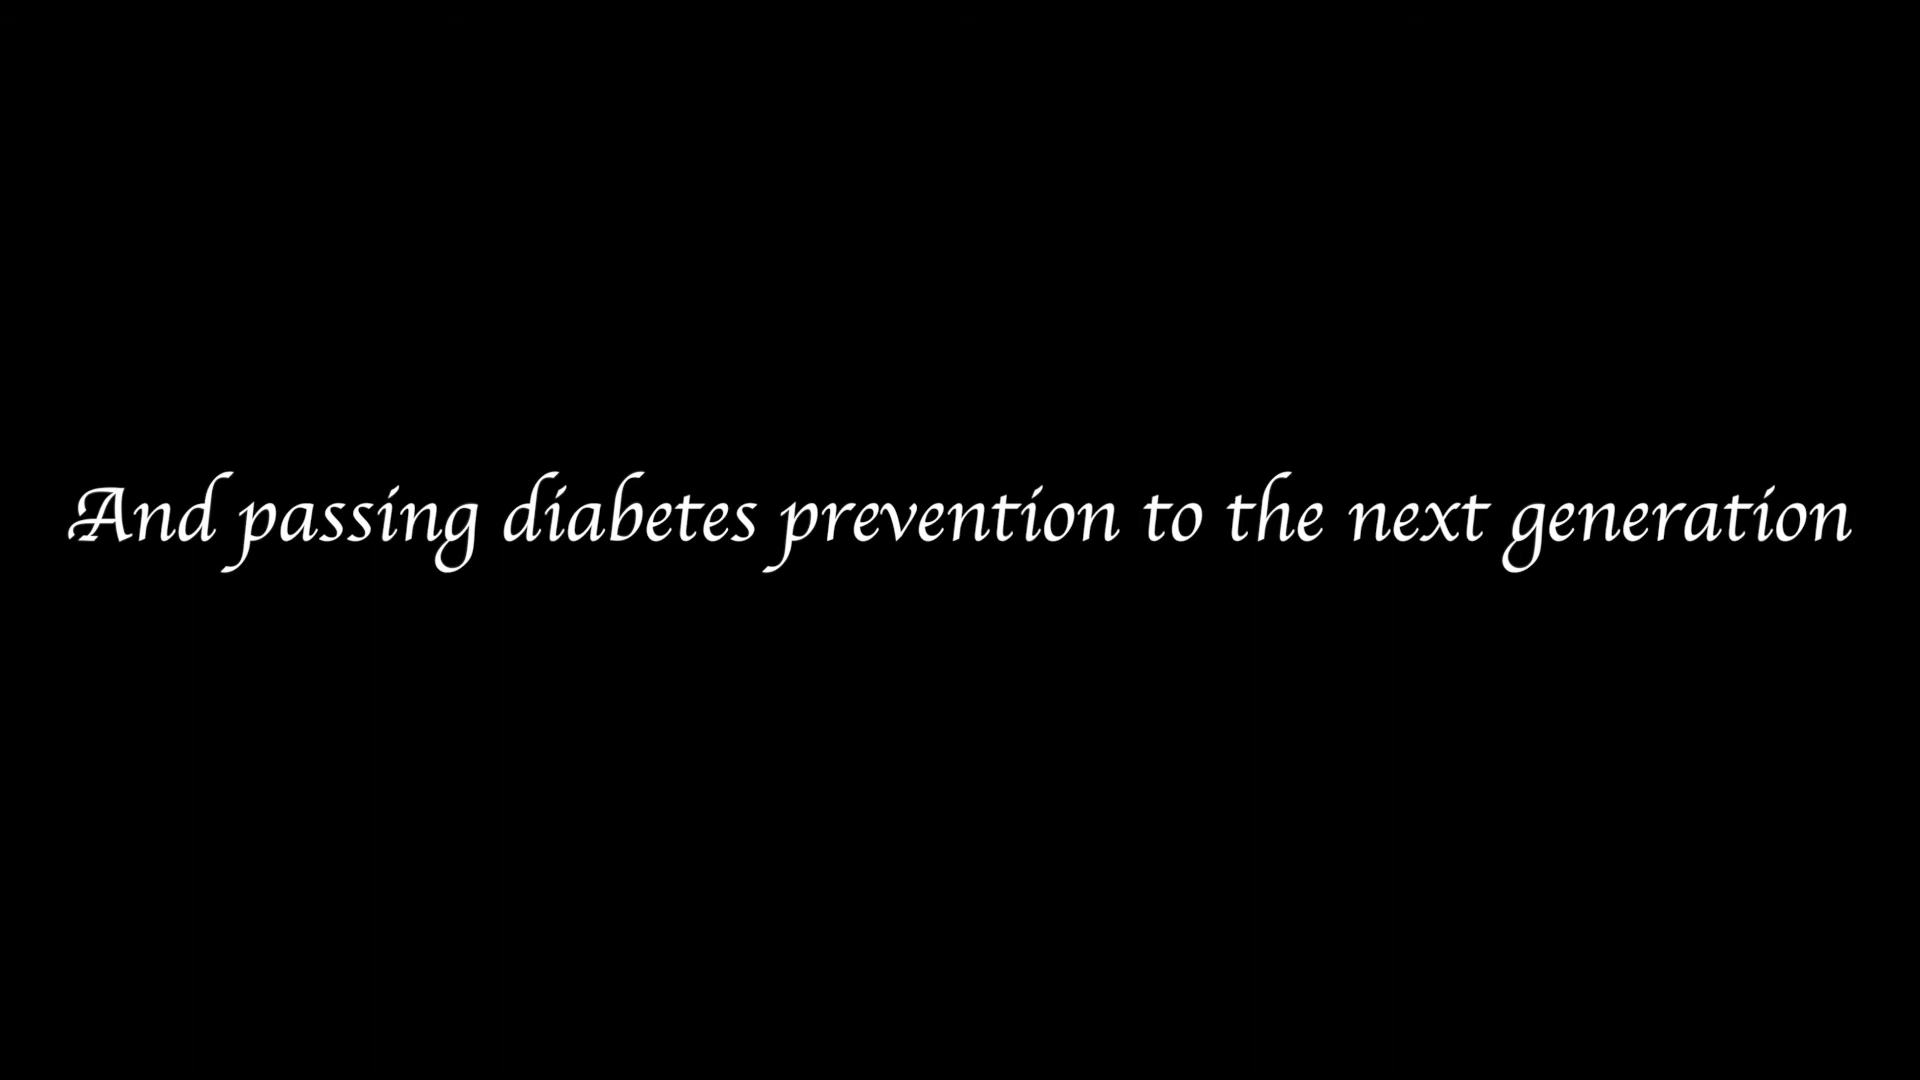 And passing diabetes prevention to the next generation